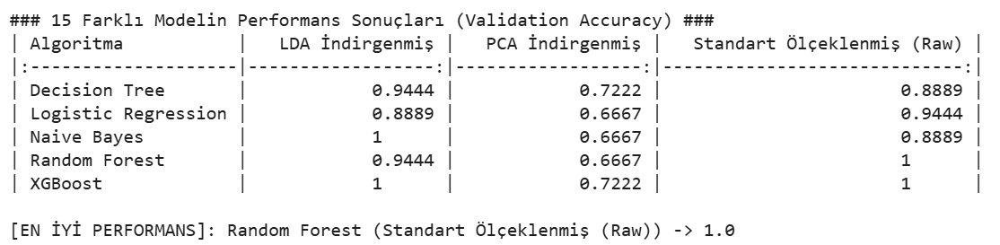 ### 15 Farklı Modelin Performans Sonuçları (Validation Accuracy) ###
| Algoritma           |   LDA İndirgenmiş |   PCA İndirgenmiş |   Standart Ölçeklenmiş (Raw) |
|:--------------------|------------------:|------------------:|-----------------------------:|
| Decision Tree       |            0.9444 |            0.7222 |                       0.8889 |
| Logistic Regression |            0.8889 |            0.6667 |                       0.9444 |
| Naive Bayes         |            1      |            0.6667 |                       0.8889 |
| Random Forest       |            0.9444 |            0.6667 |                       1      |
| XGBoost             |            1      |            0.7222 |                       1      |
[EN İYİ PERFORMANS]: Random Forest (Standart Ölçeklenmiş (Raw)) -> 1.0